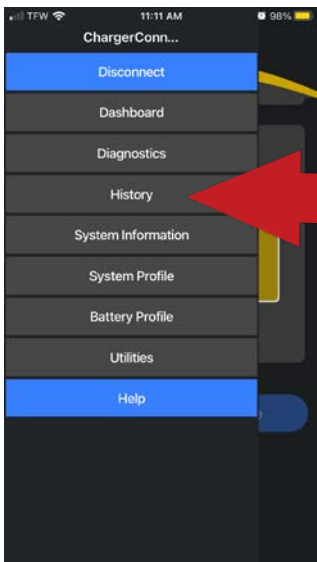 TFW 11:11 AM 98%
ChargerConn...
Disconnect
Dashboard
Diagnostics
History
System Information
System Profile
Battery Profile
Utilities
Help